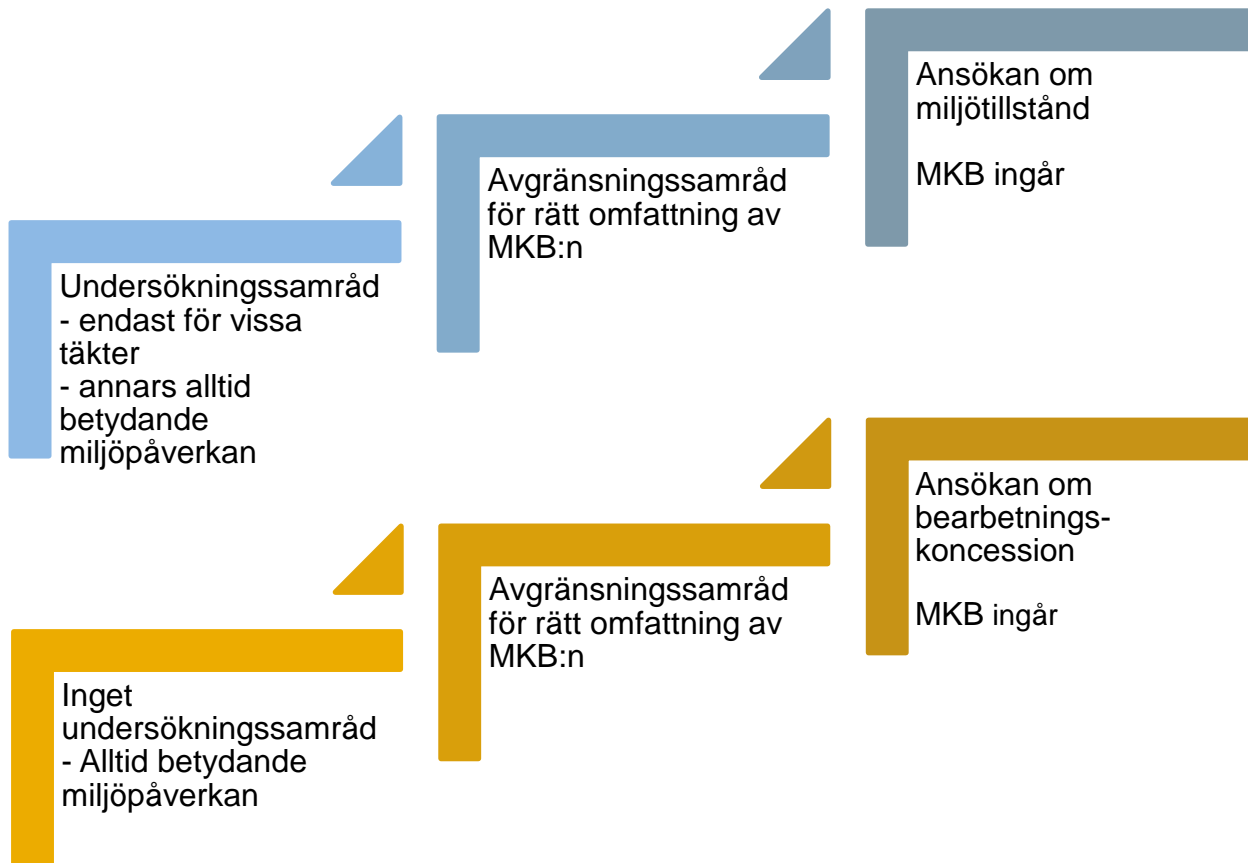 Undersökningssamråd
- endast för vissa
täkter
- annars alltid
betydande
miljöpåverkan
Avgränsningssamråd
för rätt omfattning av
MKB:n
Ansökan om
miljötillstånd
MKB ingår
Inget
undersökningssamråd
- Alltid betydande
miljöpåverkan
Avgränsningssamråd
för rätt omfattning av
MKB:n
Ansökan om
bearbetnings-
koncession
MKB ingår